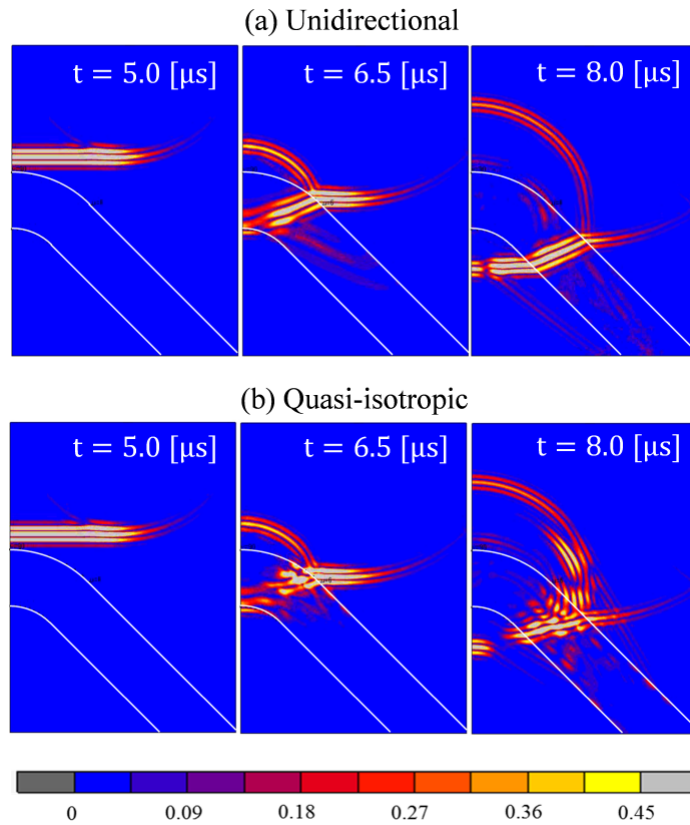 (a) Unidirectional
t = 5.0 [μs] t = 6.5 [μs] t = 8.0 [μs]
(b) Quasi-isotropic
t = 5.0 [μs] t = 6.5 [μs] t = 8.0 [μs]
0 0.09 0.18 0.27 0.36 0.45